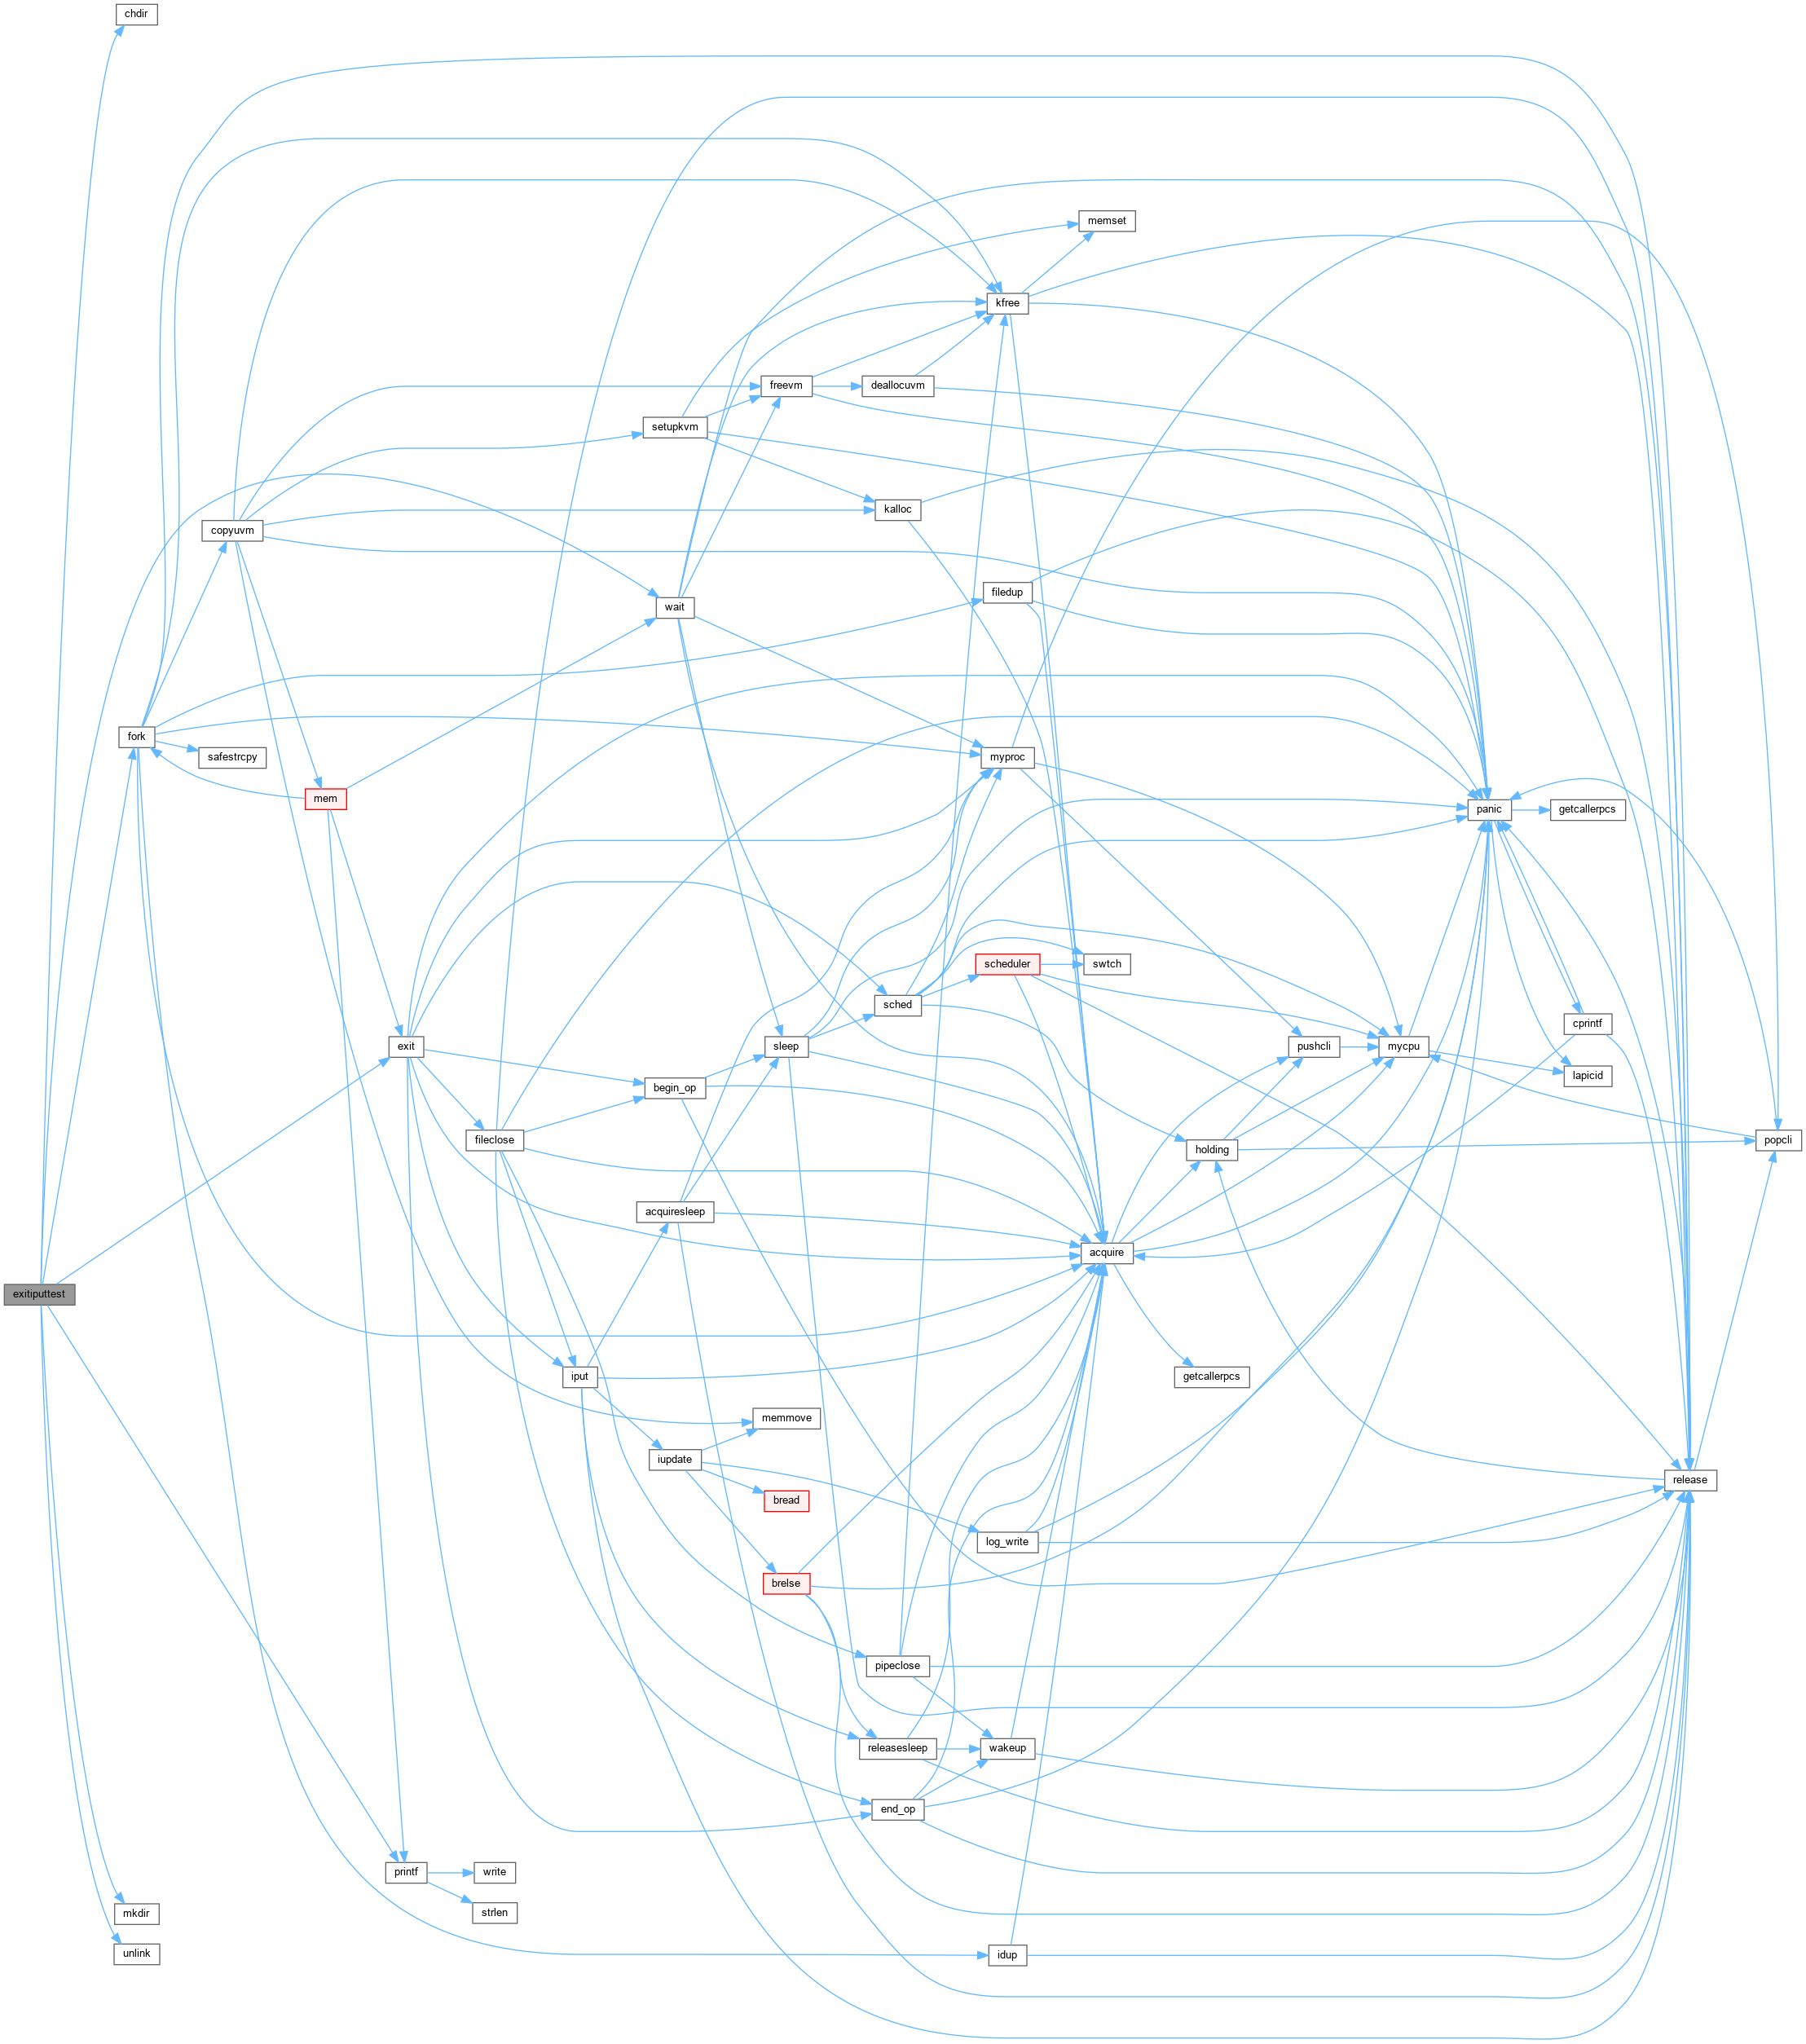 chdir
memset
kfree
freevm
deallocuvm
setupkvm
kalloc
copyuvm
filedup
wait
fork
safestrcpy
myproc
mem
panic
getcallerpcs
scheduler
swtch
sched
cprintf
exit
sleep
pushcli
mycpu
lapicid
begin_op
fileclose
holding
popcli
acquiresleep
acquire
exitiputtest
iput
getcallerpcs
memmove
iupdate
release
bread
log_write
brelse
pipeclose
releasesleep
wakeup
end_op
printf
write
mkdir
strlen
unlink
idup